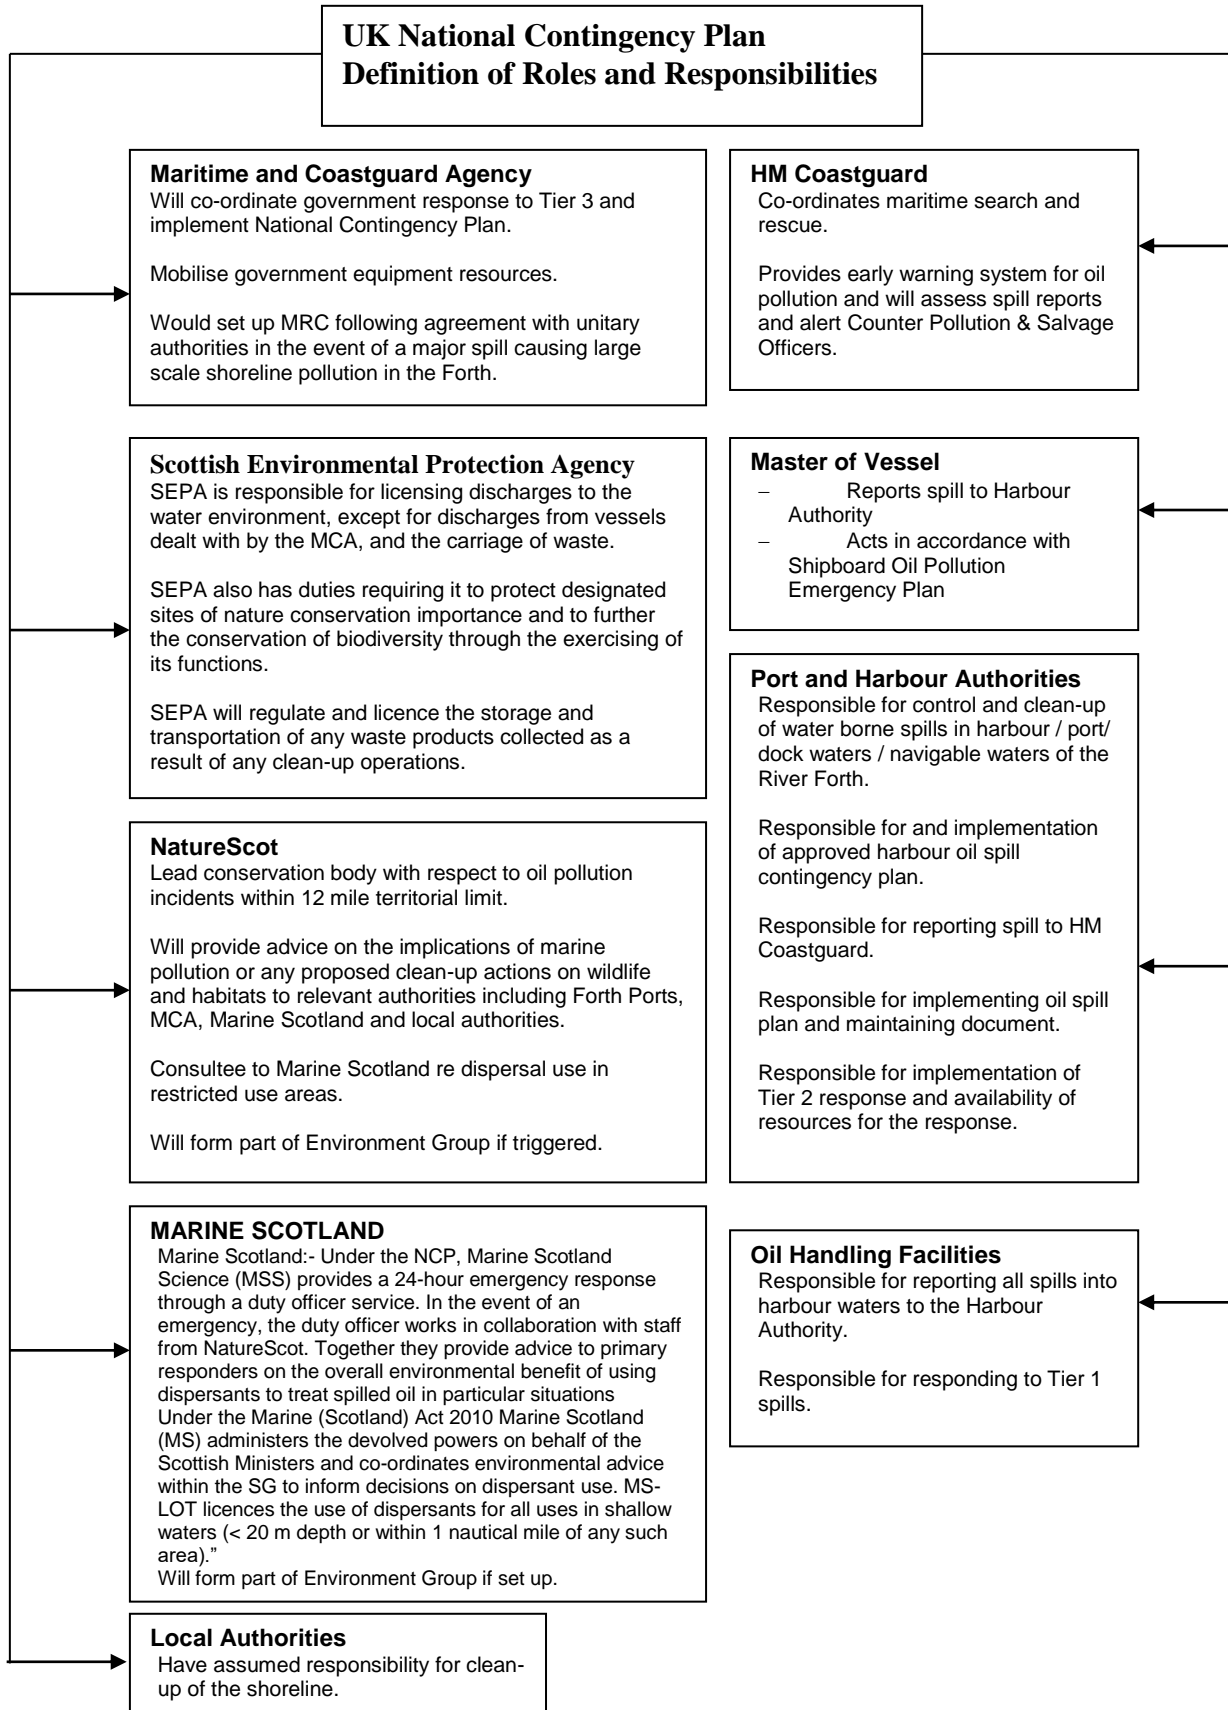 UK National Contingency Plan
Definition of Roles and Responsibilities
Maritime and Coastguard Agency
Will co-ordinate government response to Tier 3 and
implement National Contingency Plan.
Mobilise government equipment resources.
Would set up MRC following agreement with unitary
authorities in the event of a major spill causing large
scale shoreline pollution in the Forth.
Scottish Environmental Protection Agency
SEPA is responsible for licensing discharges to the
water environment, except for discharges from vessels
dealt with by the MCA, and the carriage of waste.
SEPA also has duties requiring it to protect designated
sites of nature conservation importance and to further
the conservation of biodiversity through the exercising of
its functions.
SEPA will regulate and licence the storage and
transportation of any waste products collected as a
result of any clean-up operations.
NatureScot
Lead conservation body with respect to oil pollution
incidents within 12 mile territorial limit.
Will provide advice on the implications of marine
pollution or any proposed clean-up actions on wildlife
and habitats to relevant authorities including Forth Ports,
MCA, Marine Scotland and local authorities.
Consultee to Marine Scotland re dispersal use in
restricted use areas.
Will form part of Environment Group if triggered.
MARINE SCOTLAND
Marine Scotland:- Under the NCP, Marine Scotland
Science (MSS) provides a 24-hour emergency response
through a duty officer service. In the event of an
emergency, the duty officer works in collaboration with staff
from NatureScot. Together they provide advice to primary
responders on the overall environmental benefit of using
dispersants to treat spilled oil in particular situations
Under the Marine (Scotland) Act 2010 Marine Scotland
(MS) administers the devolved powers on behalf of the
Scottish Ministers and co-ordinates environmental advice
within the SG to inform decisions on dispersant use. MS-
LOT licences the use of dispersants for all uses in shallow
waters (< 20 m depth or within 1 nautical mile of any such
area).”
Will form part of Environment Group if set up.
Local Authorities
Have assumed responsibility for clean-
up of the shoreline.
HM Coastguard
Co-ordinates maritime search and
rescue.
Provides early warning system for oil
pollution and will assess spill reports
and alert Counter Pollution & Salvage
Officers.
Master of Vessel
– Reports spill to Harbour
Authority
– Acts in accordance with
Shipboard Oil Pollution
Emergency Plan
Port and Harbour Authorities
Responsible for control and clean-up
of water borne spills in harbour / port/
dock waters / navigable waters of the
River Forth.
Responsible for and implementation
of approved harbour oil spill
contingency plan.
Responsible for reporting spill to HM
Coastguard.
Responsible for implementing oil spill
plan and maintaining document.
Responsible for implementation of
Tier 2 response and availability of
resources for the response.
Oil Handling Facilities
Responsible for reporting all spills into
harbour waters to the Harbour
Authority.
Responsible for responding to Tier 1
spills.